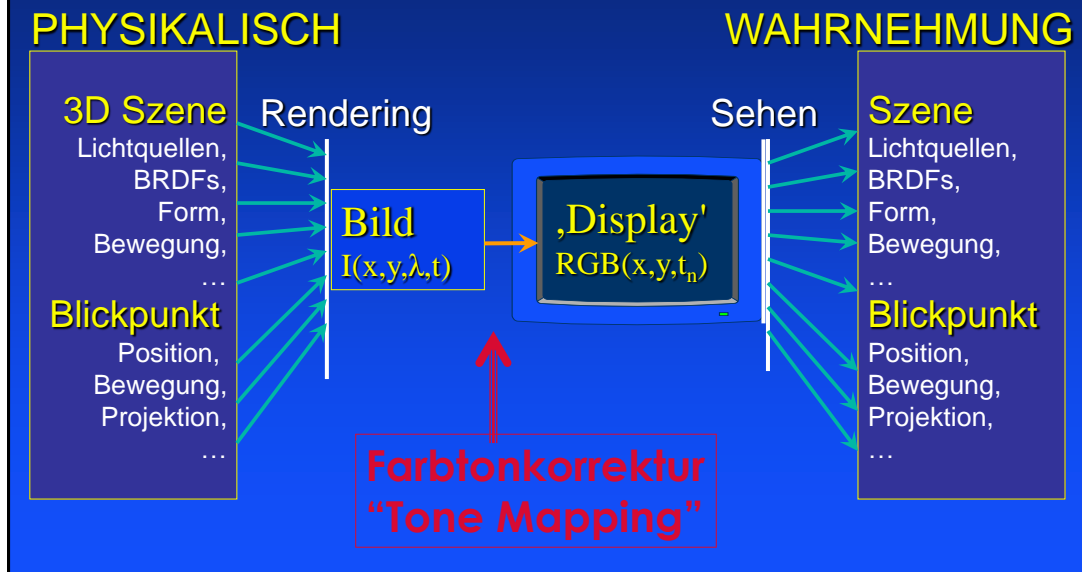 PHYSIKALISCH
3D Szene
Lichtquellen,
BRDFs,
Form,
Bewegung,
…
Blickpunkt
Position,
Bewegung,
Projektion,
…
Rendering
Bild
I(x,y,λ,t)
‚Display'
RGB(x,y,tₙ)
Farbtonkorrektur
“Tone Mapping”
WAHRNEHMUNG
Sehen
Szene
Lichtquellen,
BRDFs,
Form,
Bewegung,
…
Blickpunkt
Position,
Bewegung,
Projektion,
…